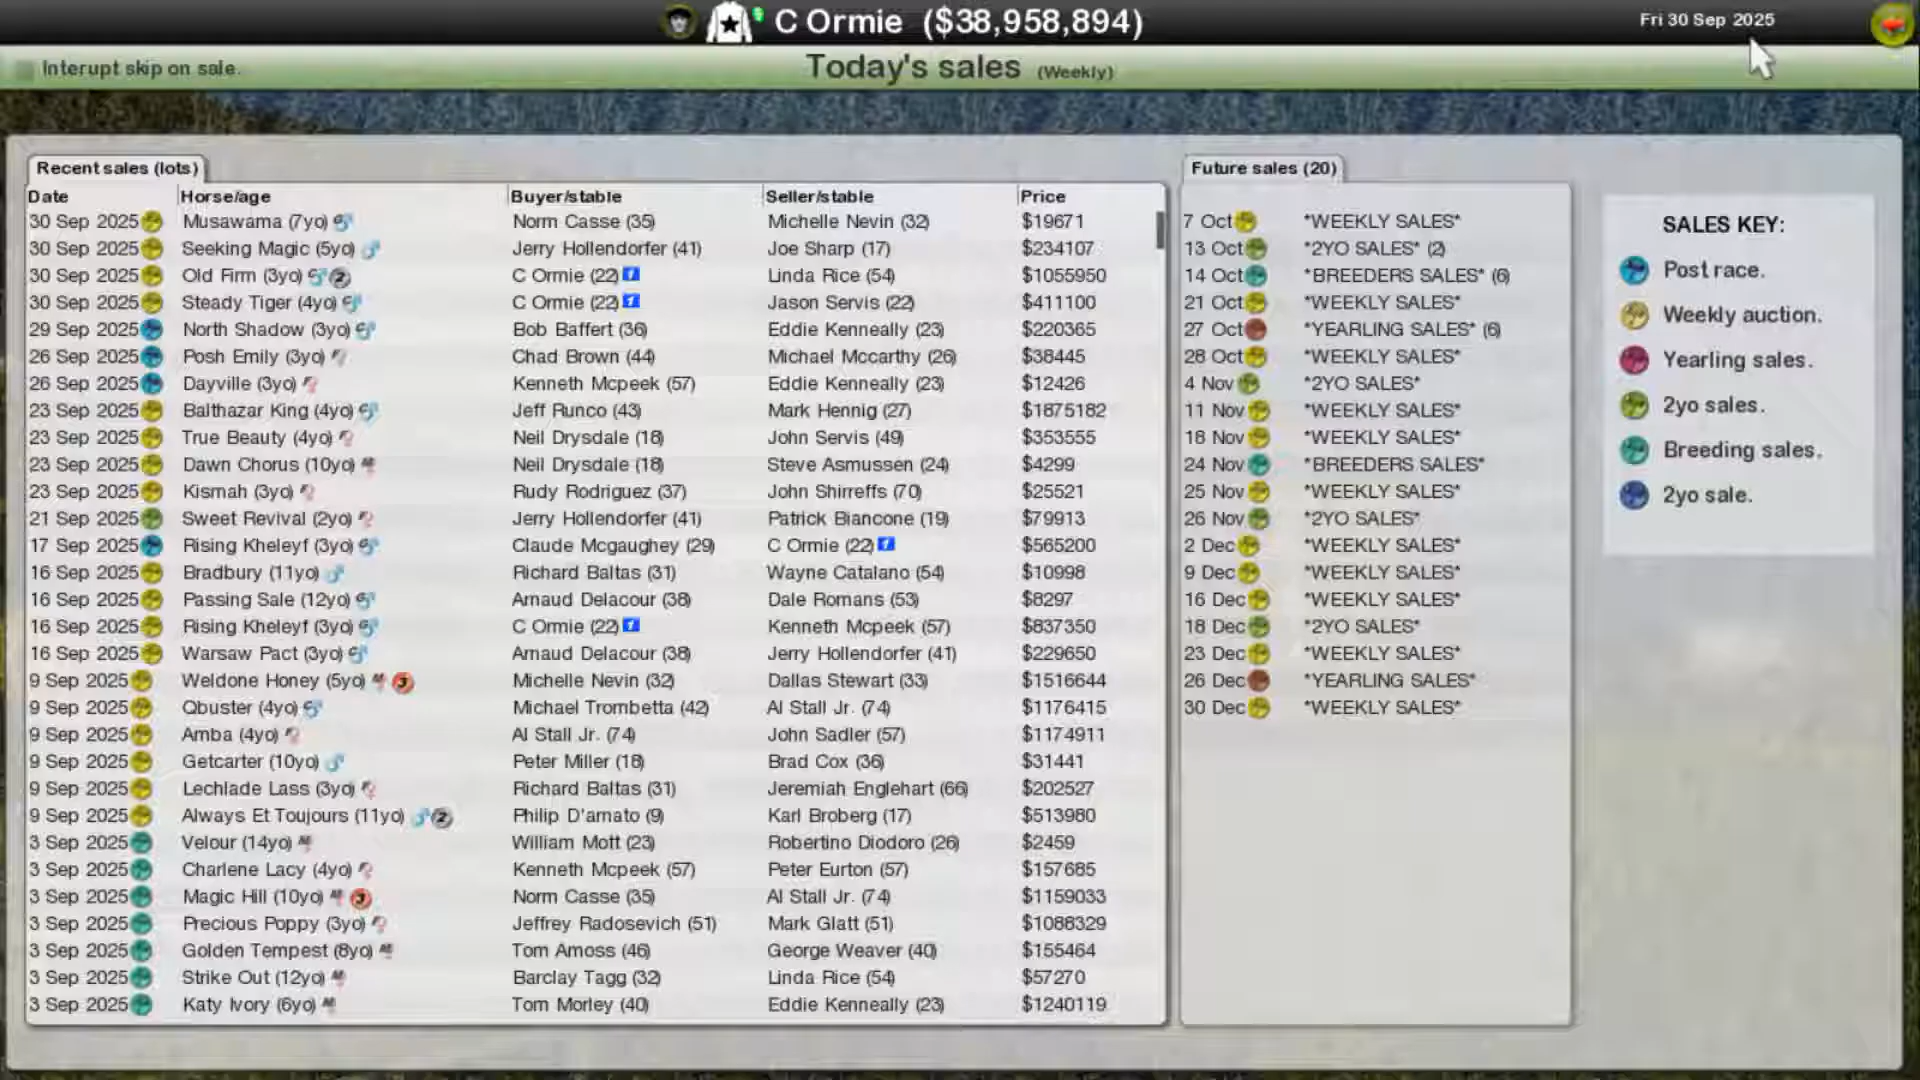 C Ormie ($38,958,894)
Fri 30 Sep 2025
Interupt skip on sale.
Today's sales (Weekly)
Recent sales (lots)
Date Horse/age Buyer/stable Seller/stable Price
30 Sep 2025 Musawama (7yo) Norm Casse (35) Michelle Nevin (32) $19671
30 Sep 2025 Seeking Magic (5yo) Jerry Hollendorfer (41) Joe Sharp (17) $234107
30 Sep 2025 Old Firm (3yo) 2 C Ormie (22) Linda Rice (54) $1055950
30 Sep 2025 Steady Tiger (4yo) C Ormie (22) Jason Servis (22) $411100
29 Sep 2025 North Shadow (3yo) Bob Baffert (36) Eddie Kenneally (23) $220365
26 Sep 2025 Posh Emily (3yo) Chad Brown (44) Michael Mccarthy (26) $38445
26 Sep 2025 Dayville (3yo) Kenneth Mcpeek (57) Eddie Kenneally (23) $12426
23 Sep 2025 Balthazar King (4yo) Jeff Runco (43) Mark Hennig (27) $1875182
23 Sep 2025 True Beauty (4yo) Neil Drysdale (18) John Servis (49) $353555
23 Sep 2025 Dawn Chorus (10yo) Neil Drysdale (18) Steve Asmussen (24) $4299
23 Sep 2025 Kismah (3yo) Rudy Rodriguez (37) John Shirreffs (70) $25521
21 Sep 2025 Sweet Revival (2yo) Jerry Hollendorfer (41) Patrick Biancone (19) $79913
17 Sep 2025 Rising Kheleyf (3yo) Claude Mcgaughey (29) C Ormie (22) $565200
16 Sep 2025 Bradbury (11yo) Richard Baltas (31) Wayne Catalano (54) $10998
16 Sep 2025 Passing Sale (12yo) Arnaud Delacour (38) Dale Romans (53) $8297
16 Sep 2025 Rising Kheleyf (3yo) C Ormie (22) Kenneth Mcpeek (57) $837350
16 Sep 2025 Warsaw Pact (3yo) Arnaud Delacour (38) Jerry Hollendorfer (41) $229650
9 Sep 2025 Weldone Honey (5yo) 3 Michelle Nevin (32) Dallas Stewart (33) $1516644
9 Sep 2025 Qbuster (4yo) Michael Trombetta (42) Al Stall Jr. (74) $1176415
9 Sep 2025 Amba (4yo) Al Stall Jr. (74) John Sadler (57) $1174911
9 Sep 2025 Getcarter (10yo) Peter Miller (18) Brad Cox (36) $31441
9 Sep 2025 Lechlade Lass (3yo) Richard Baltas (31) Jeremiah Englehart (66) $202527
9 Sep 2025 Always Et Toujours (11yo) 2 Philip D'amato (9) Karl Broberg (17) $513980
3 Sep 2025 Velour (14yo) William Mott (23) Robertino Diodoro (26) $2459
3 Sep 2025 Charlene Lacy (4yo) Kenneth Mcpeek (57) Peter Eurton (57) $157685
3 Sep 2025 Magic Hill (10yo) 3 Norm Casse (35) Al Stall Jr. (74) $1159033
3 Sep 2025 Precious Poppy (3yo) Jeffrey Radosevich (51) Mark Glatt (51) $1088329
3 Sep 2025 Golden Tempest (8yo) Tom Amoss (46) George Weaver (40) $155464
3 Sep 2025 Strike Out (12yo) Barclay Tagg (32) Linda Rice (54) $57270
3 Sep 2025 Katy Ivory (6yo) Tom Morley (40) Eddie Kenneally (23) $1240119
Future sales (20)
7 Oct *WEEKLY SALES*
13 Oct *2YO SALES* (2)
14 Oct *BREEDERS SALES* (6)
21 Oct *WEEKLY SALES*
27 Oct *YEARLING SALES* (6)
28 Oct *WEEKLY SALES*
4 Nov *2YO SALES*
11 Nov *WEEKLY SALES*
18 Nov *WEEKLY SALES*
24 Nov *BREEDERS SALES*
25 Nov *WEEKLY SALES*
26 Nov *2YO SALES*
2 Dec *WEEKLY SALES*
9 Dec *WEEKLY SALES*
16 Dec *WEEKLY SALES*
18 Dec *2YO SALES*
23 Dec *WEEKLY SALES*
26 Dec *YEARLING SALES*
30 Dec *WEEKLY SALES*
SALES KEY:
Post race.
Weekly auction.
Yearling sales.
2yo sales.
Breeding sales.
2yo sale.